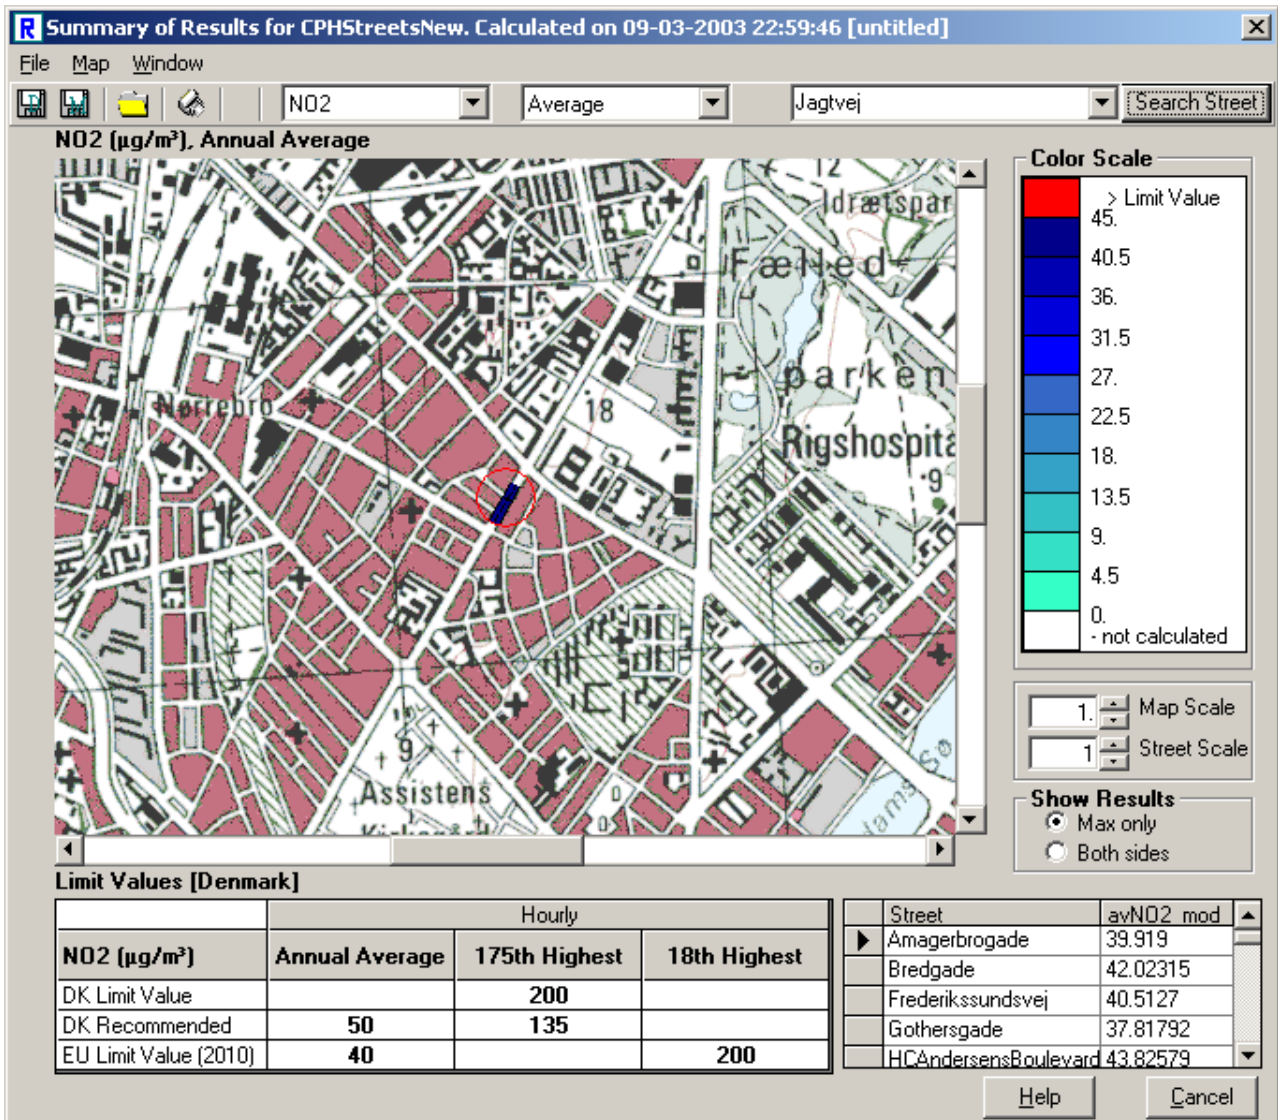 Summary of Results for CPHStreetsNew. Calculated on 09-03-2003 22:59:46 [untitled]
File Map Window
NO2 Average Jagtvej Search Street
NO2 (µg/m³), Annual Average
12
Idrætspar
Fælled-
parken
Nørrebro
18
Rigshospita
9
9
Assistens
Kirkegård
Color Scale
> Limit Value
45.
40.5
36.
31.5
27.
22.5
18.
13.5
9.
4.5
0.
- not calculated
1. Map Scale
1 Street Scale
Show Results
Max only
Both sides
Limit Values [Denmark]
Hourly
NO2 (µg/m³) Annual Average 175th Highest 18th Highest
DK Limit Value 200
DK Recommended 50 135
EU Limit Value (2010) 40 200
Street avNO2_mod
Amagerbrogade 39.919
Bredgade 42.02315
Frederikssundsvej 40.5127
Gothersgade 37.81792
HCAndersensBoulevard 43.82579
Help Cancel